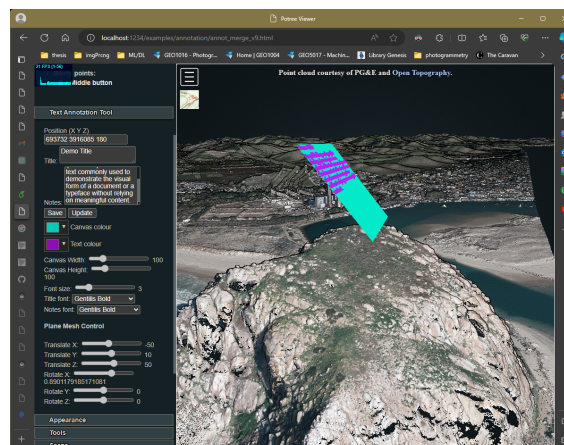 Potree Viewer
localhost:1234/examples/annotation/annot_merge_v9.html
thesis
imgPrcng
ML/DL
GEO1016 - Photogr...
Home | GEO1004
GEO5017 - Machin...
Library Genesis
photogrammetry
The Caravan
points:
Middle button
Point cloud courtesy of PG&E and Open Topography.
Text Annotation Tool
Position (X Y Z)
693732 3916085 180
Title:
Demo Title
text commonly used to
demonstrate the visual
form of a document or a
typeface without relying
on meaningful content.
Notes:
Save Update
Canvas colour
Text colour
Canvas Width: 100
Canvas Height:
100
Font size: 3
Title font: Gentilis Bold
Notes font: Gentilis Bold
Plane Mesh Control
Translate X: -50
Translate Y: 10
Translate Z: 50
Rotate X:
0.8901179185171081
Rotate Y: 0
Rotate Z: 0
Appearance
Tools